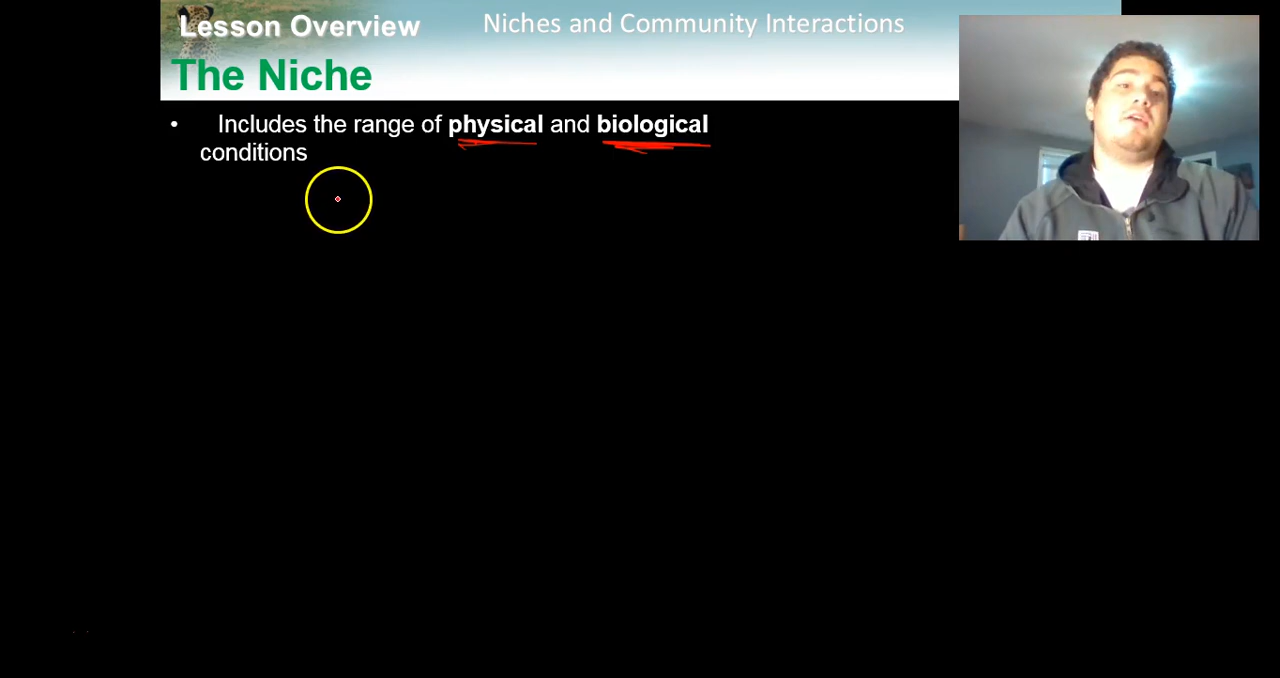 Lesson Overview
Niches and Community Interactions
The Niche
• Includes the range of physical and biological
conditions